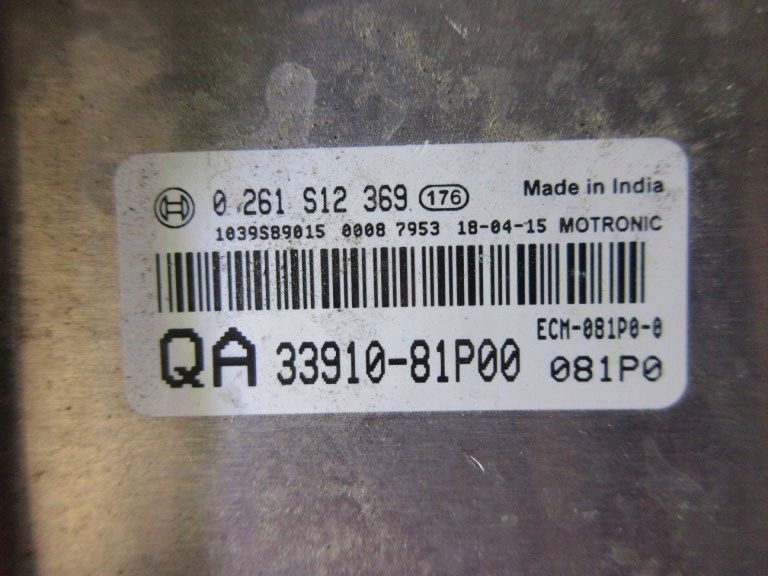 0 261 S12 369 176 Made in India
1039S89015 0008 7953 18-04-15 MOTRONIC
ECM-081P0-0
QA 33910-81P00 081P0